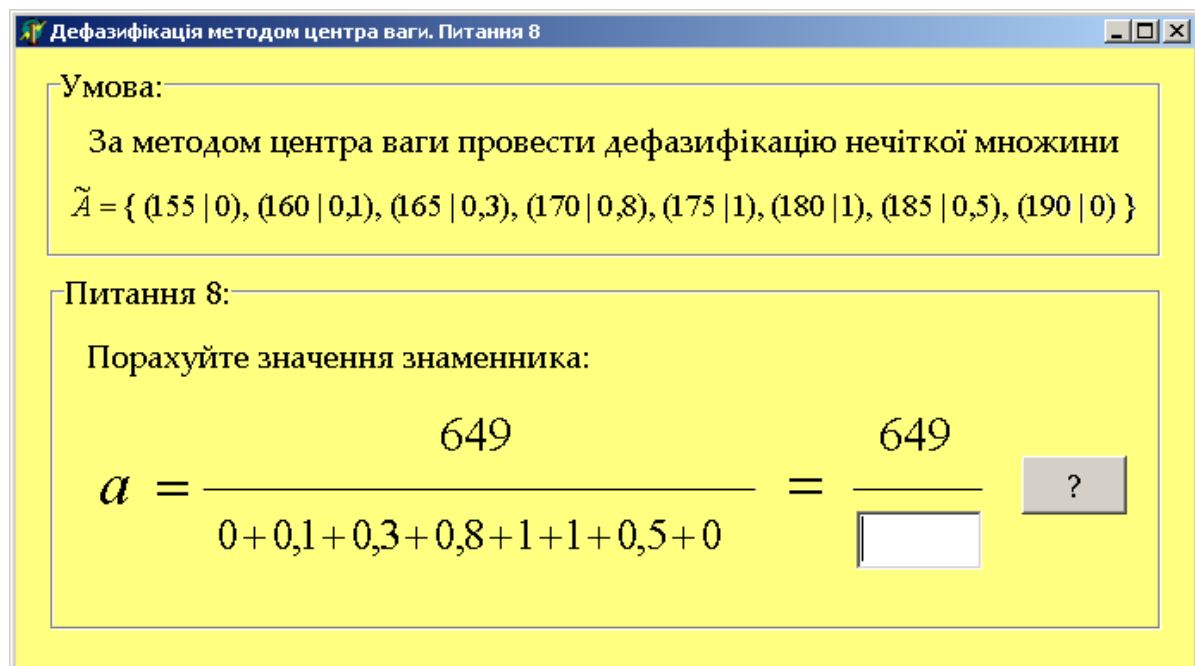 Дефазифікація методом центра ваги. Питання 8
Умова:
За методом центра ваги провести дефазифікацію нечіткої множини
Ã = { (155 | 0), (160 | 0,1), (165 | 0,3), (170 | 0,8), (175 | 1), (180 | 1), (185 | 0,5), (190 | 0) }
Питання 8:
Порахуйте значення знаменника:
649 649
a = = ?
0+0,1+0,3+0,8+1+1+0,5+0